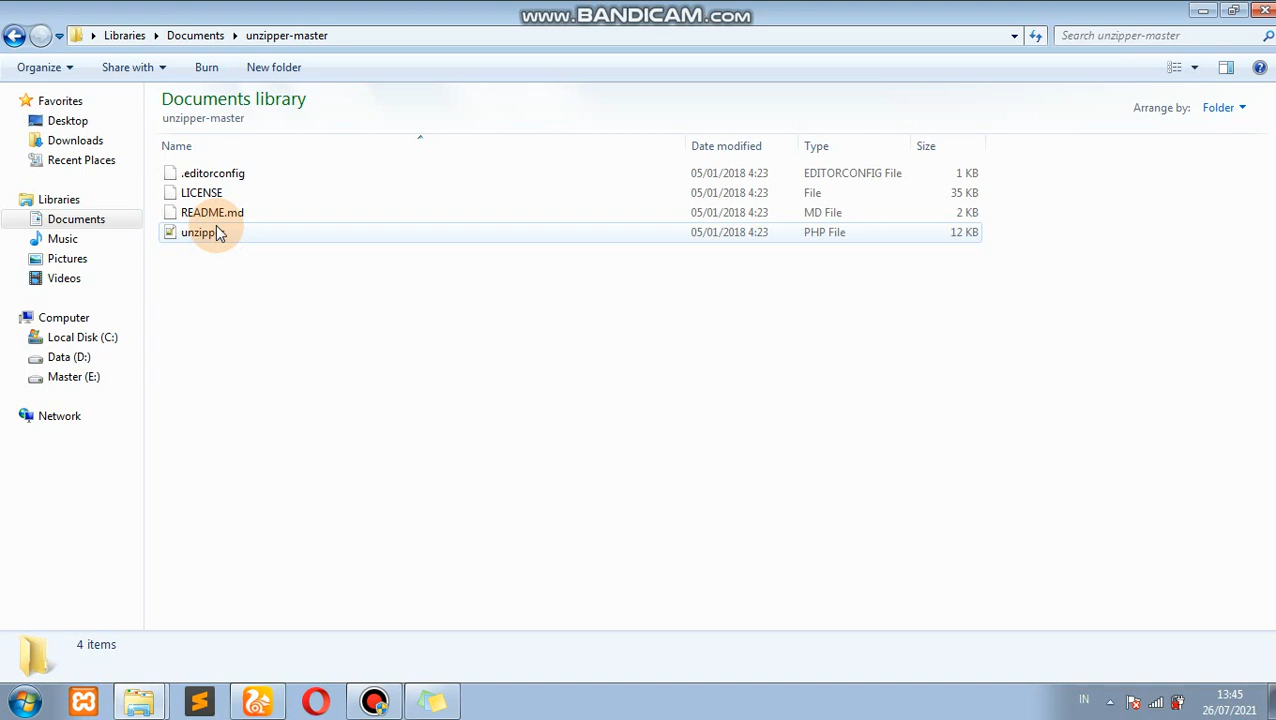 www.BANDICAM.com
Libraries Documents unzipper-master
Search unzipper-master
Organize Share with Burn New folder
Favorites
Desktop
Downloads
Recent Places
Libraries
Documents
Music
Pictures
Videos
Computer
Local Disk (C:)
Data (D:)
Master (E:)
Network
Documents library
unzipper-master
Arrange by: Folder
Name Date modified Type Size
.editorconfig 05/01/2018 4:23 EDITORCONFIG File 1 KB
LICENSE 05/01/2018 4:23 File 35 KB
README.md 05/01/2018 4:23 MD File 2 KB
05/01/2018 4:23 PHP File 12 KB
4 items
IN
13:45
26/07/2021